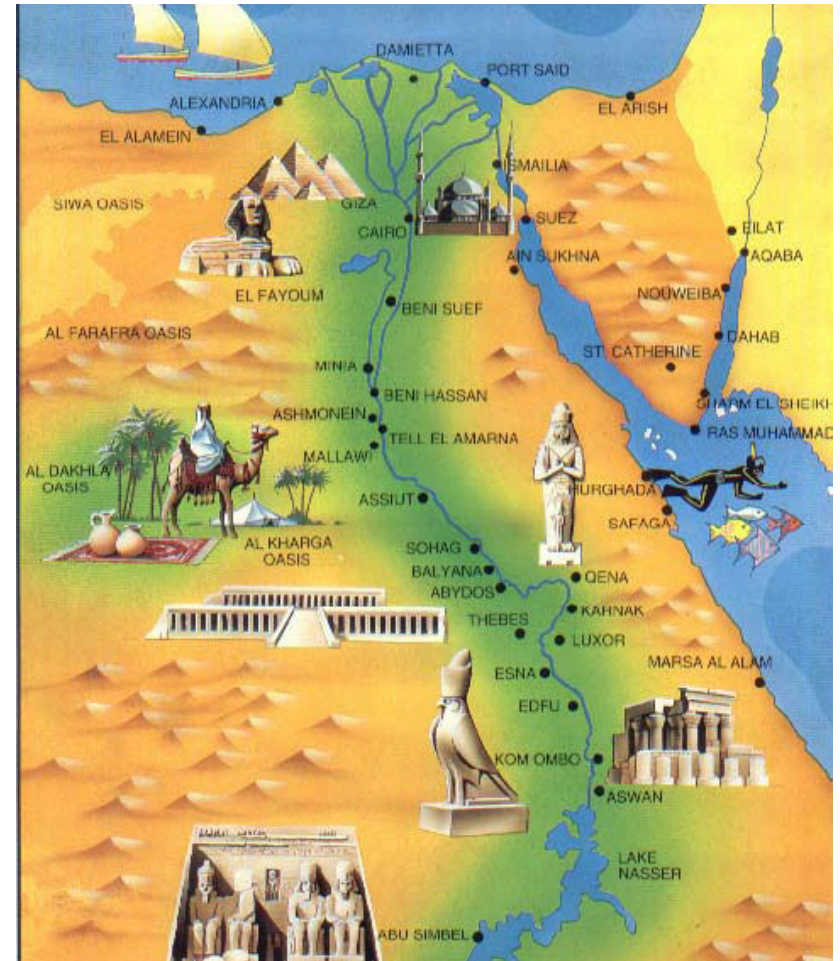 DAMIETTA
PORT SAID
ALEXANDRIA
EL ARISH
EL ALAMEIN
ISMAILIA
SIWA OASIS
GIZA
SUEZ
CAIRO
EILAT
AIN SUKHNA
AQABA
EL FAYOUM
NOUWEIBA
BENI SUEF
AL FARAFRA OASIS
DAHAB
ST. CATHERINE
MINIA
BENI HASSAN
SHARM EL SHEIKH
ASHMONEIN
RAS MUHAMMAD
TELL EL AMARNA
MALLAWI
AL DAKHLA
OASIS
HURGHADA
ASSIUT
SAFAGA
AL KHARGA
OASIS
SOHAG
BALYANA
QENA
ABYDOS
KAHNAK
THEBES
LUXOR
MARSA AL ALAM
ESNA
EDFU
KOM OMBO
ASWAN
LAKE
NASSER
ABU SIMBEL